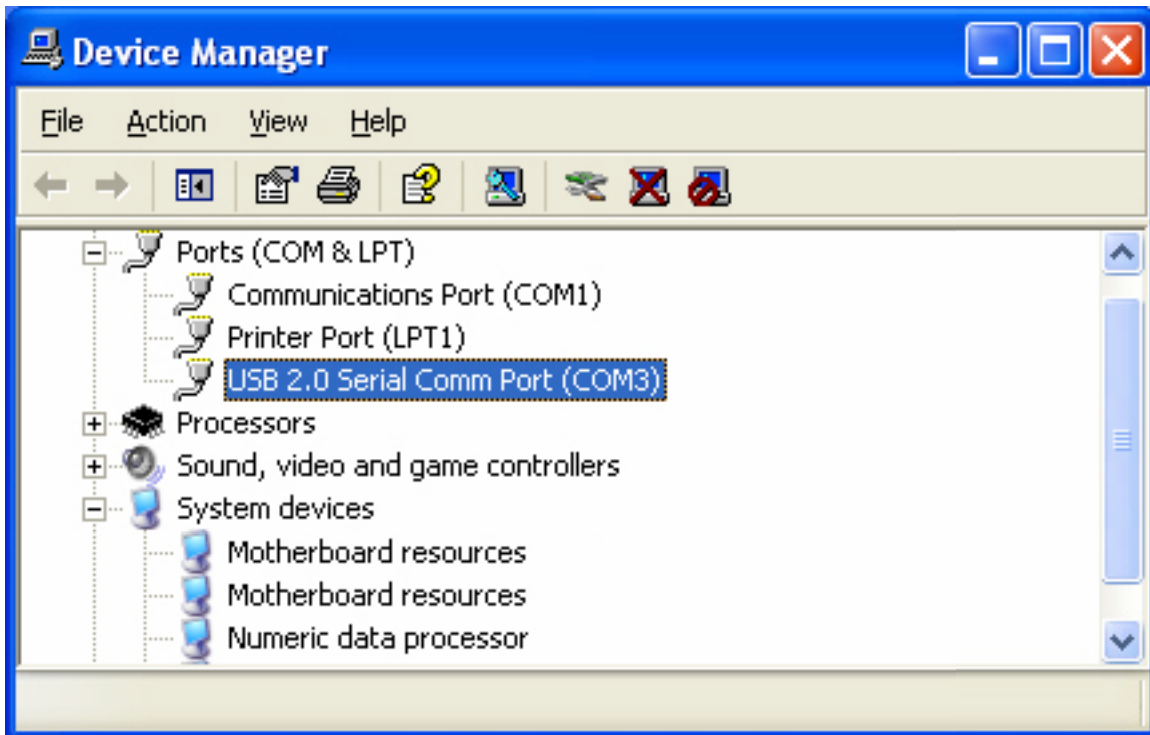 Device Manager
File Action View Help
Ports (COM & LPT)
Communications Port (COM1)
Printer Port (LPT1)
USB 2.0 Serial Comm Port (COM3)
Processors
Sound, video and game controllers
System devices
Motherboard resources
Motherboard resources
Numeric data processor